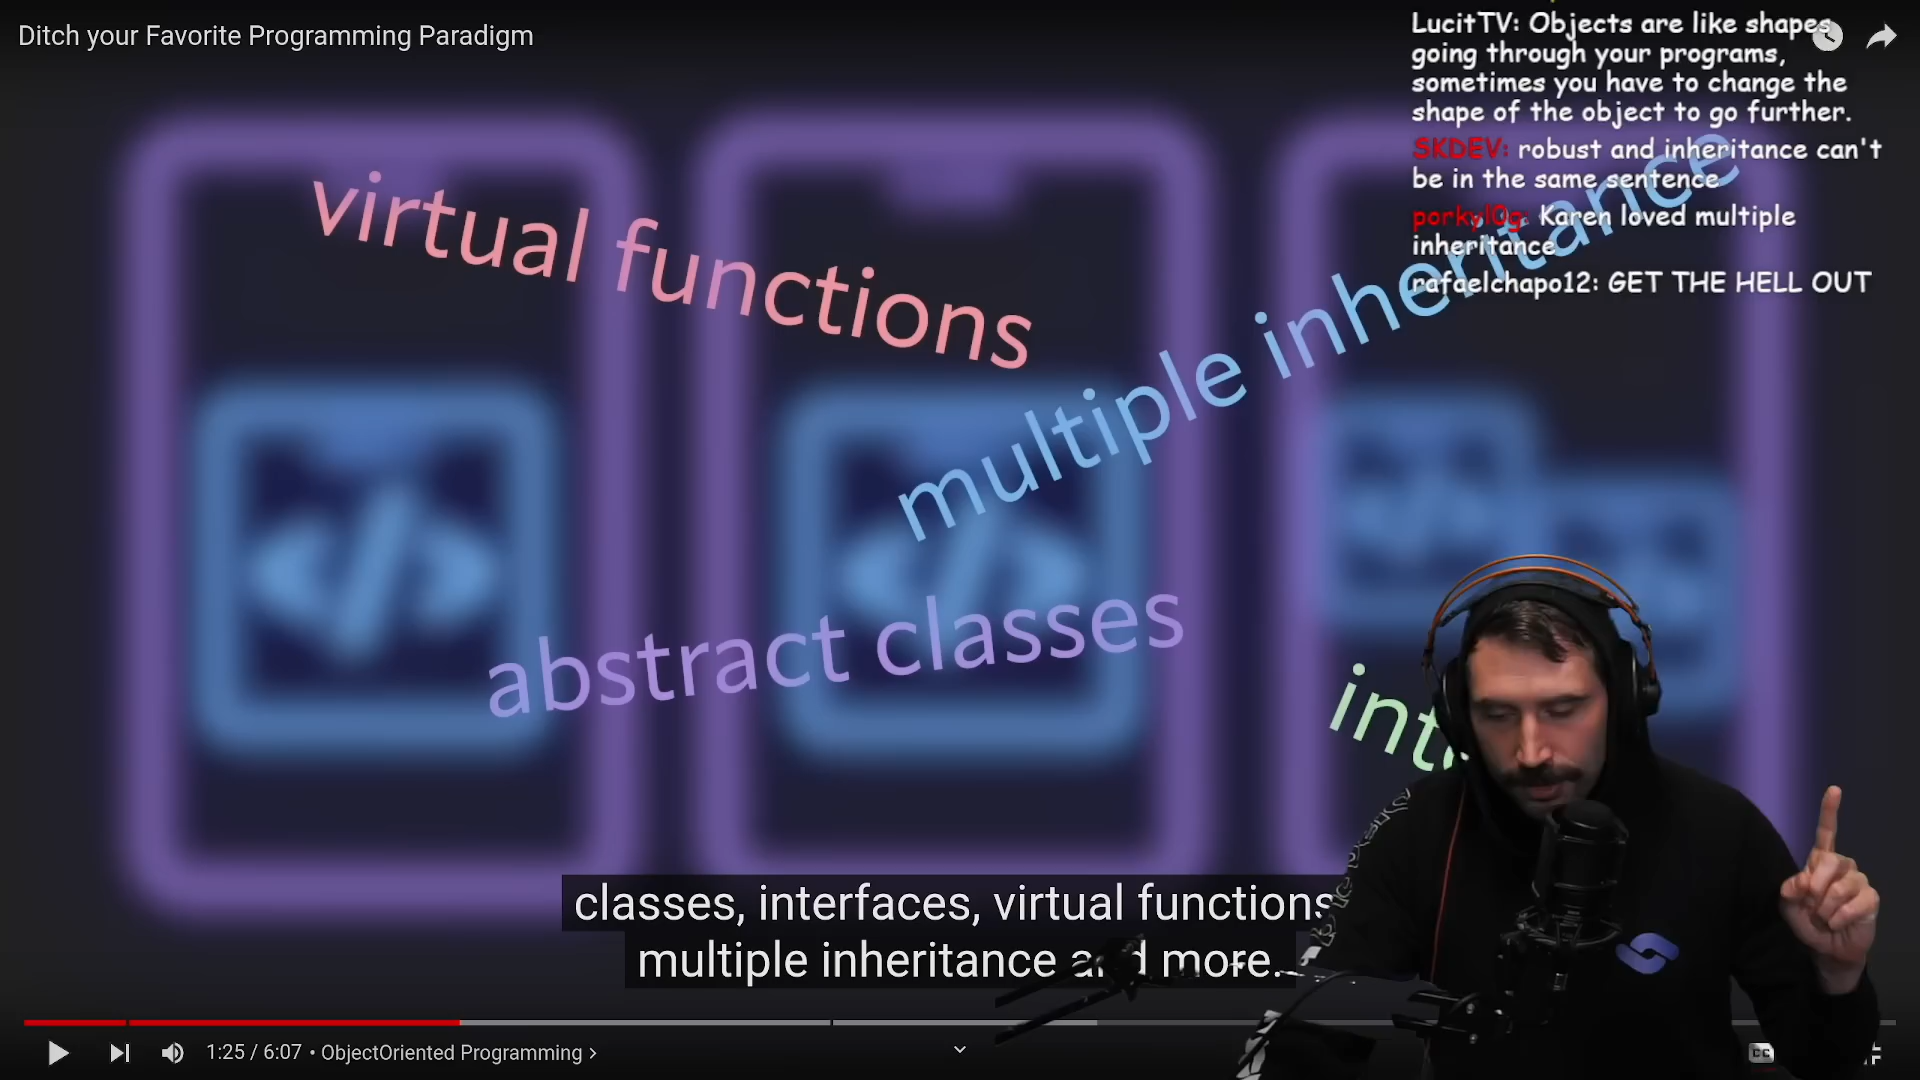 Ditch your Favorite Programming Paradigm
LucitTV: Objects are like shapes
going through your programs,
sometimes you have to change the
shape of the object to go further.
SKDEV: robust and inheritance can't
be in the same sentence
porkyl0g: Karen loved multiple
inheritance
rafaelchapo12: GET THE HELL OUT
virtual functions
multiple inheritance
abstract classes
classes, interfaces, virtual functions
multiple inheritance and more.
1:25 / 6:07 • ObjectOriented Programming ›
CC